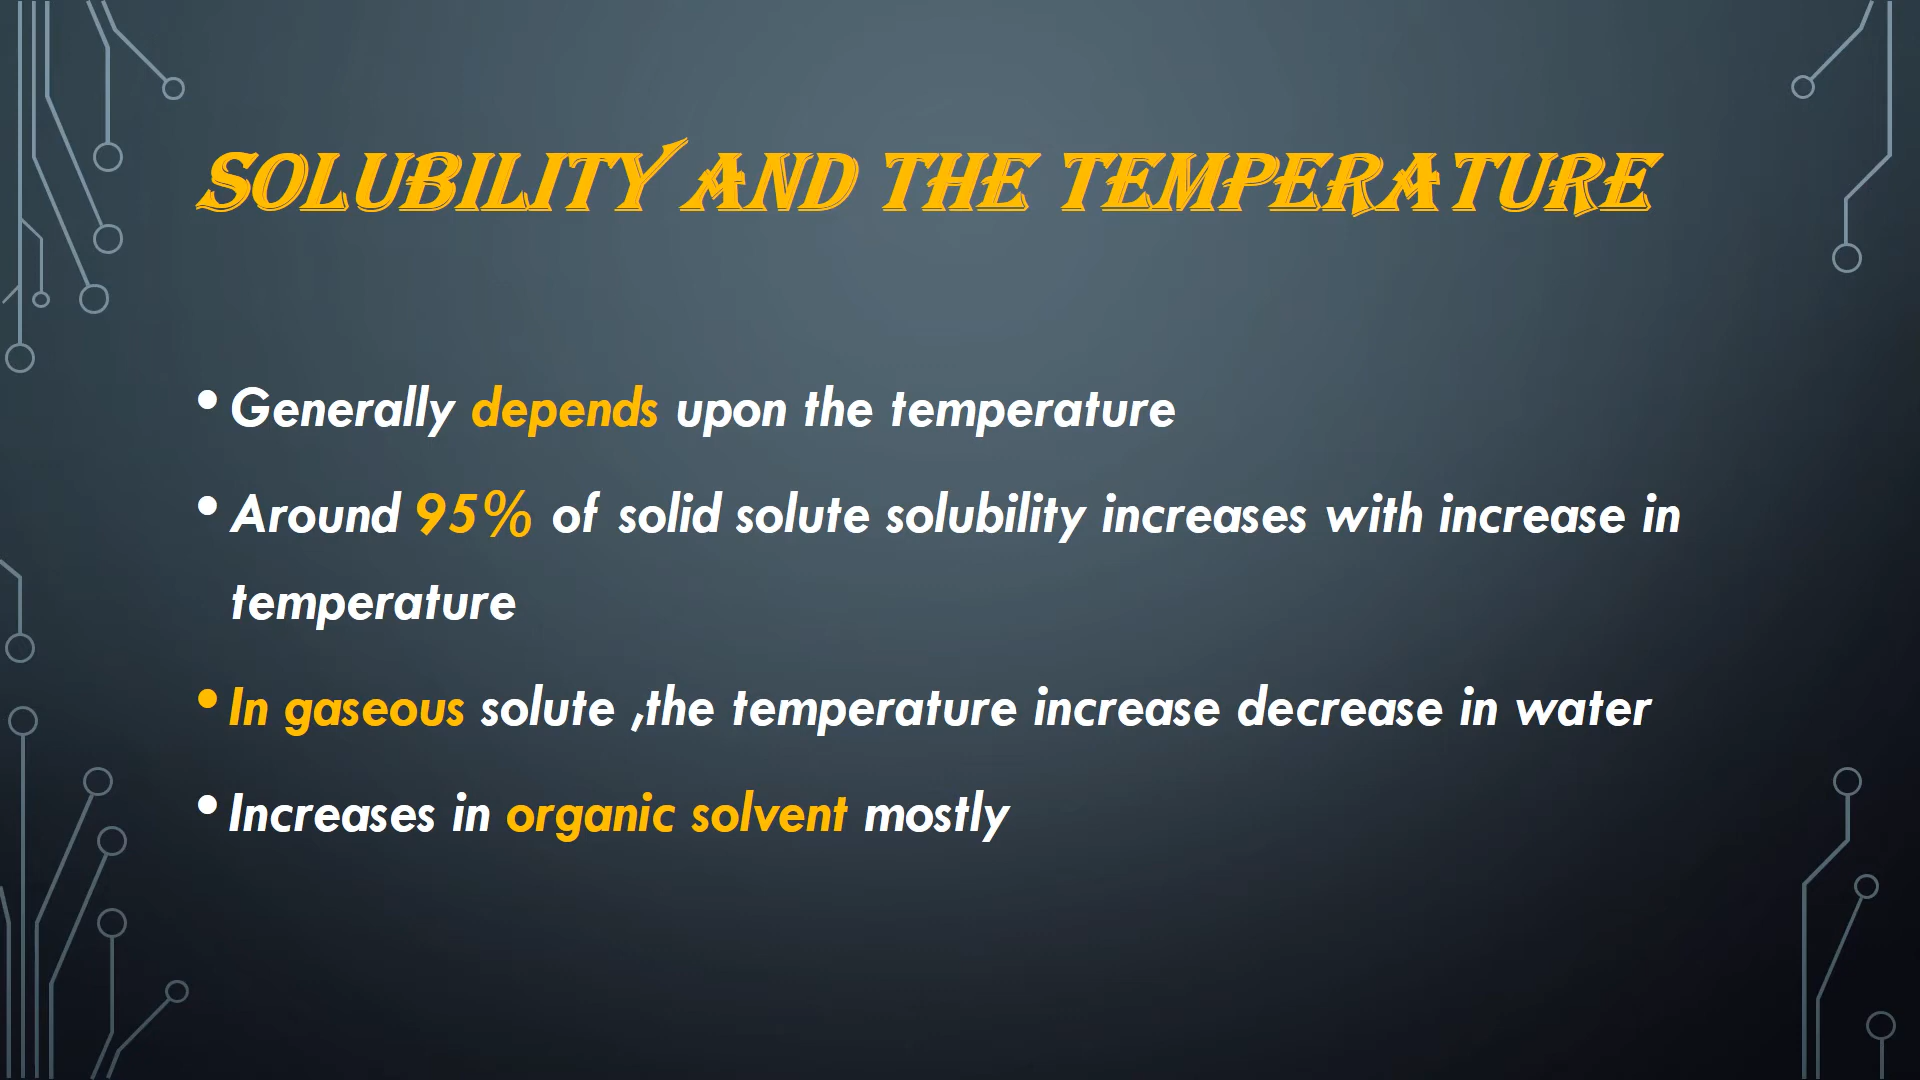 SOLUBILITY AND THE TEMPERATURE
• Generally depends upon the temperature
• Around 95% of solid solute solubility increases with increase in
temperature
• In gaseous solute ,the temperature increase decrease in water
• Increases in organic solvent mostly